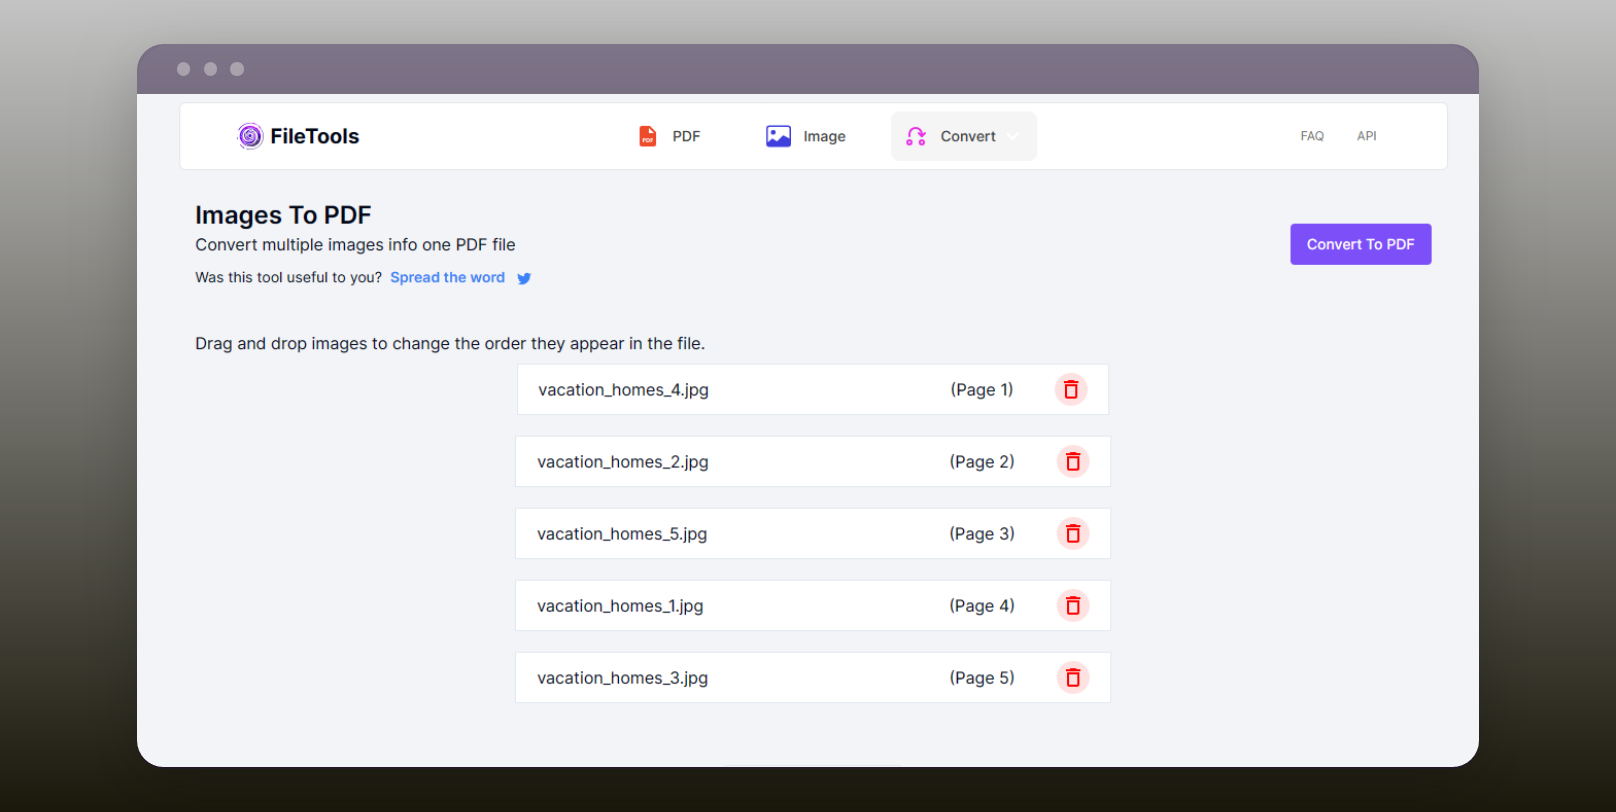 FileTools
PDF
PDF
Image
Convert
FAQ
API
Images To PDF
Convert multiple images info one PDF file
Convert To PDF
Was this tool useful to you? Spread the word
Drag and drop images to change the order they appear in the file.
vacation_homes_4.jpg (Page 1)
vacation_homes_2.jpg (Page 2)
vacation_homes_5.jpg (Page 3)
vacation_homes_1.jpg (Page 4)
vacation_homes_3.jpg (Page 5)